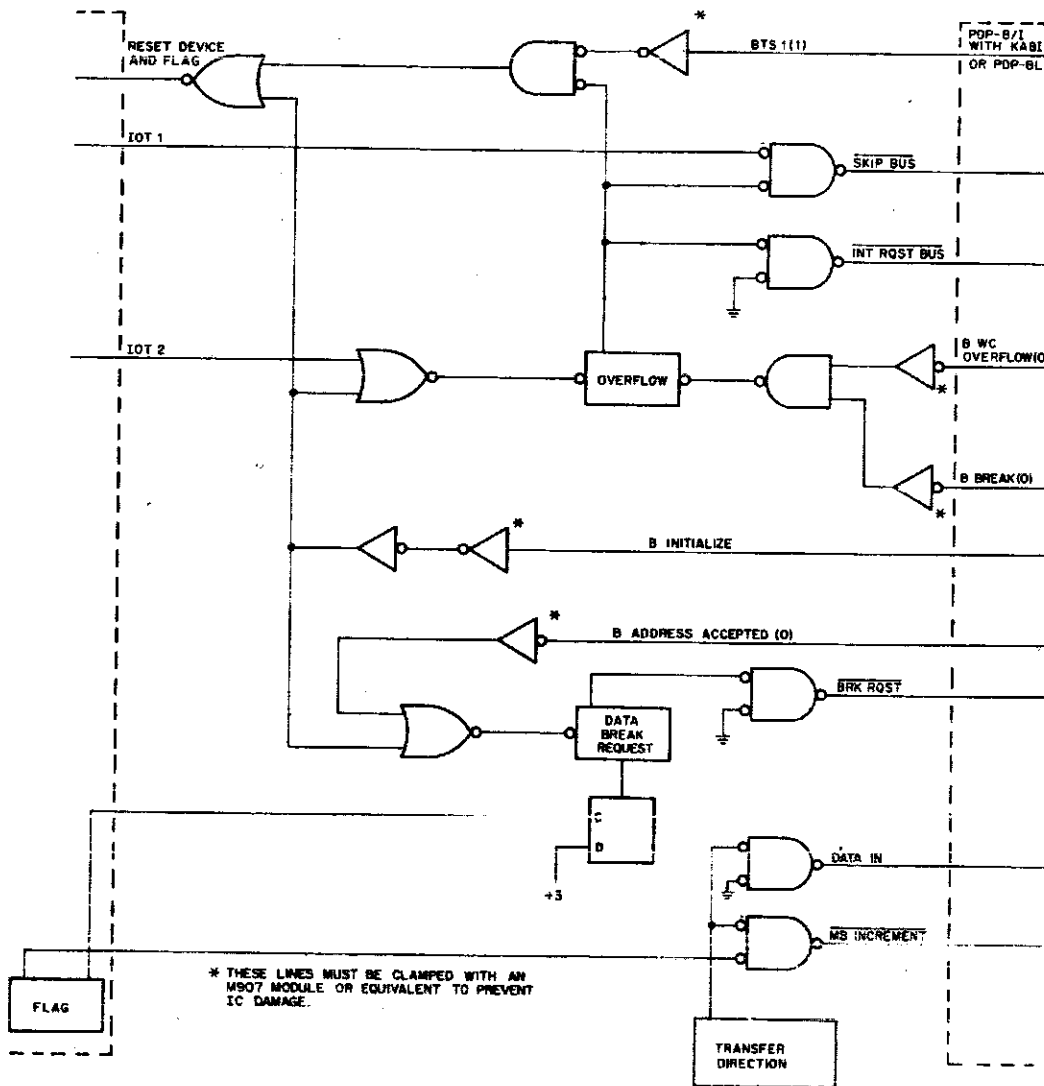 *
RESET DEVICE
AND FLAG
BTS 1(1)
PDP-8/I
WITH KA8I
OR PDP-8L
IOT 1
SKIP BUS
INT RQST BUS
IOT 2
OVERFLOW
B WC
OVERFLOW(0
*
B BREAK(0)
*
*
B INITIALIZE
*
B ADDRESS ACCEPTED (0)
BRK RQST
DATA
BREAK
REQUEST
C
D
+3
DATA IN
MB INCREMENT
* THESE LINES MUST BE CLAMPED WITH AN
M907 MODULE OR EQUIVALENT TO PREVENT
IC DAMAGE.
FLAG
TRANSFER
DIRECTION